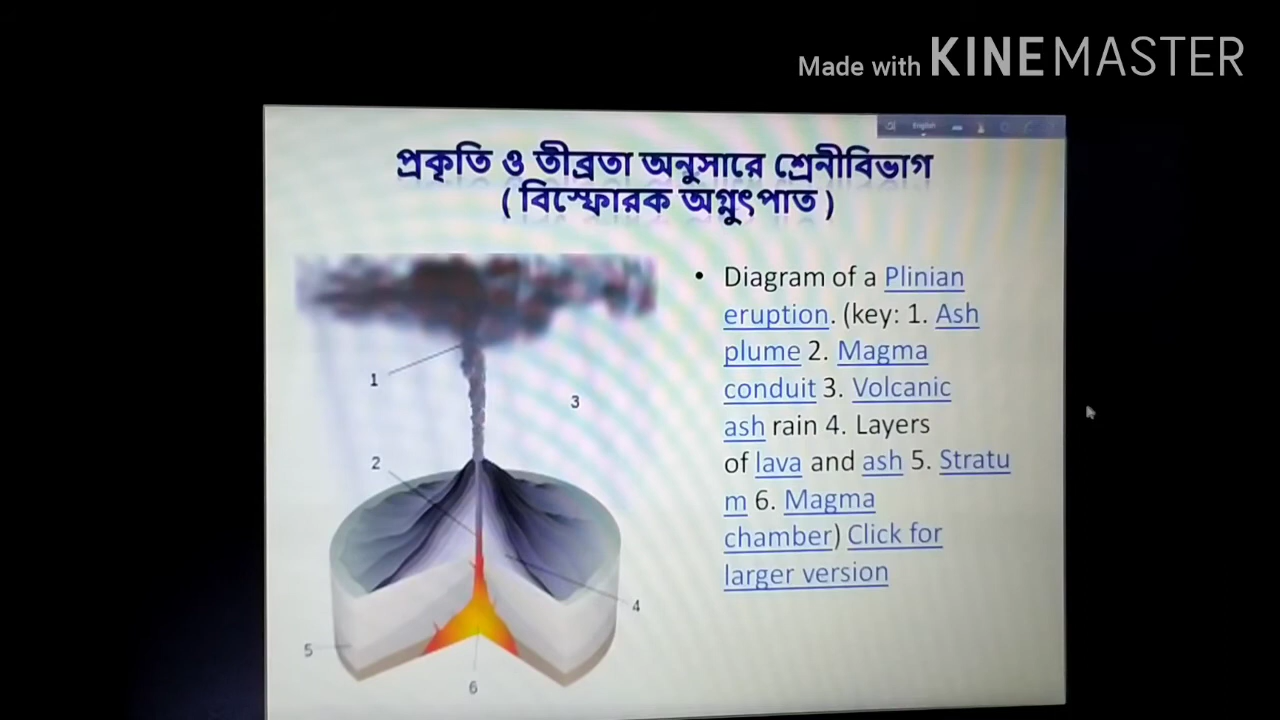 Made with KINEMASTER
English
প্রকৃতি ও তীব্রতা অনুসারে শ্রেনীবিভাগ
( বিস্ফোরক অগ্নুৎপাত )
• Diagram of a Plinian
eruption. (key: 1. Ash
plume 2. Magma
conduit 3. Volcanic
ash rain 4. Layers
of lava and ash 5. Stratu
m 6. Magma
chamber) Click for
larger version
1
3
2
4
5
6